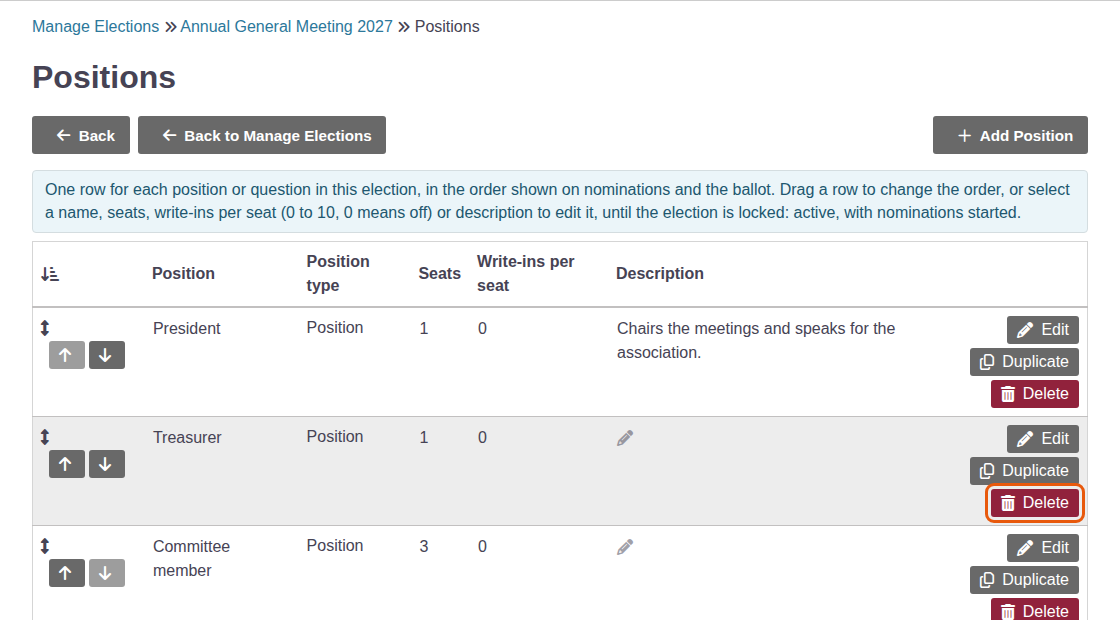 Manage Elections » Annual General Meeting 2027 » Positions
Positions
Back
Back to Manage Elections
Add Position
One row for each position or question in this election, in the order shown on nominations and the ballot. Drag a row to change the order, or select
a name, seats, write-ins per seat (0 to 10, 0 means off) or description to edit it, until the election is locked: active, with nominations started.
Position
Position
type
Seats
Write-ins per
seat
Description
President
Position
1
0
Chairs the meetings and speaks for the
association.
Edit
Duplicate
Delete
Treasurer
Position
1
0
Edit
Duplicate
Delete
Committee
member
Position
3
0
Edit
Duplicate
Delete